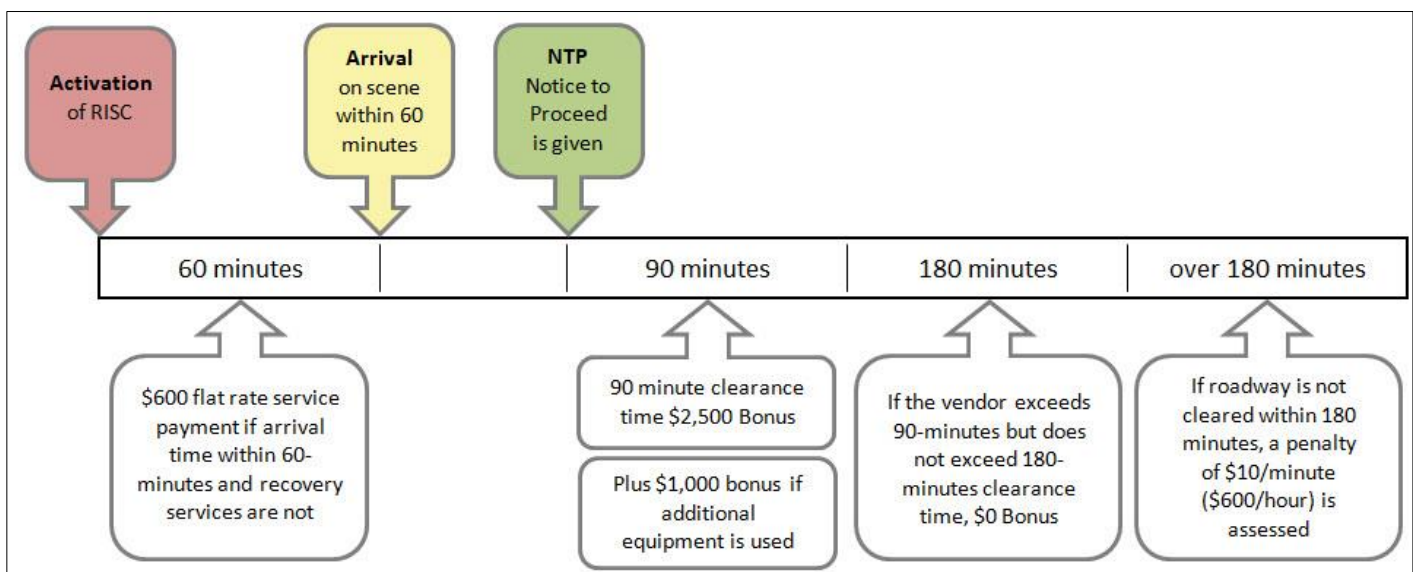 Activation
of RISC
Arrival
on scene
within 60
minutes
NTP
Notice to
Proceed
is given
60 minutes
90 minutes
180 minutes
over 180 minutes
$600 flat rate service
payment if arrival
time within 60-
minutes and recovery
services are not
90 minute clearance
time $2,500 Bonus
Plus $1,000 bonus if
additional
equipment is used
If the vendor exceeds
90-minutes but does
not exceed 180-
minutes clearance
time, $0 Bonus
If roadway is not
cleared within 180
minutes, a penalty
of $10/minute
($600/hour) is
assessed